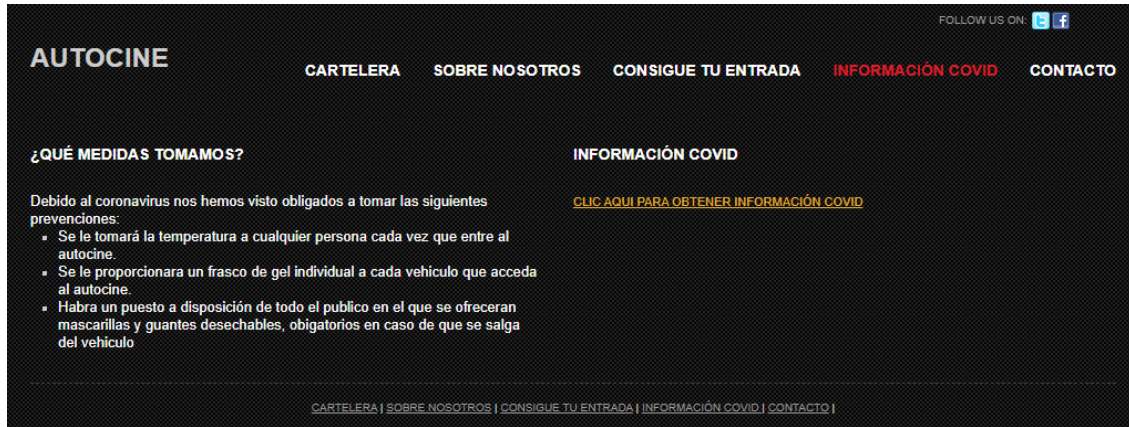 FOLLOW US ON:
AUTOCINE
CARTELERA SOBRE NOSOTROS CONSIGUE TU ENTRADA INFORMACIÓN COVID CONTACTO
¿QUÉ MEDIDAS TOMAMOS?
Debido al coronavirus nos hemos visto obligados a tomar las siguientes
prevenciones:
Se le tomará la temperatura a cualquier persona cada vez que entre al
autocine.
Se le proporcionara un frasco de gel individual a cada vehiculo que acceda
al autocine.
Habra un puesto a disposición de todo el publico en el que se ofreceran
mascarillas y guantes desechables, obigatorios en caso de que se salga
del vehiculo
INFORMACIÓN COVID
CLIC AQUI PARA OBTENER INFORMACIÓN COVID
CARTELERA | SOBRE NOSOTROS | CONSIGUE TU ENTRADA | INFORMACIÓN COVID | CONTACTO |